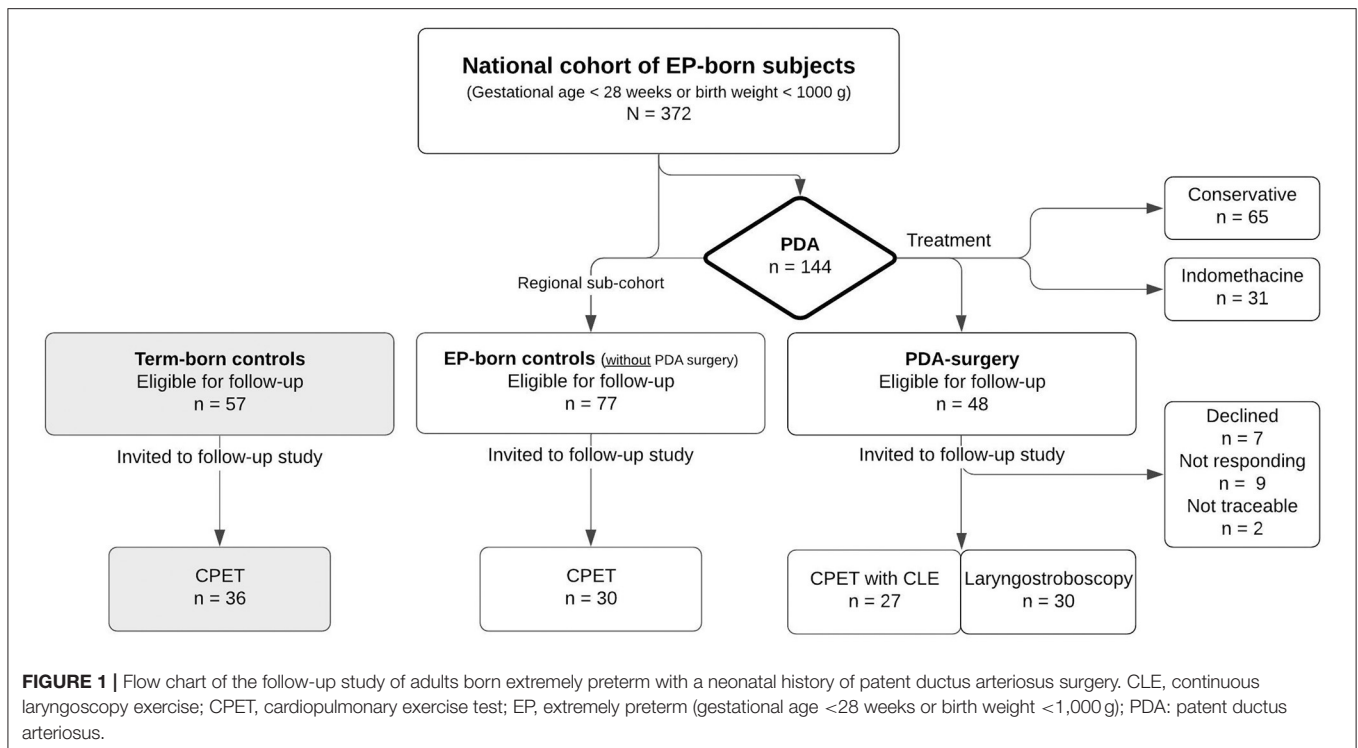 National cohort of EP-born subjects
(Gestational age < 28 weeks or birth weight < 1000 g)
N = 372
PDA
n = 144
Treatment
Conservative
n = 65
Indomethacine
n = 31
Regional sub-cohort
Term-born controls
Eligible for follow-up
n = 57
EP-born controls (without PDA surgery)
Eligible for follow-up
n = 77
PDA-surgery
Eligible for follow-up
n = 48
Invited to follow-up study
Invited to follow-up study
Invited to follow-up study
Declined
n = 7
Not responding
n = 9
Not traceable
n = 2
CPET
n = 36
CPET
n = 30
CPET with CLE
n = 27
Laryngostroboscopy
n = 30
FIGURE 1 | Flow chart of the follow-up study of adults born extremely preterm with a neonatal history of patent ductus arteriosus surgery. CLE, continuous
laryngoscopy exercise; CPET, cardiopulmonary exercise test; EP, extremely preterm (gestational age <28 weeks or birth weight <1,000 g); PDA: patent ductus
arteriosus.